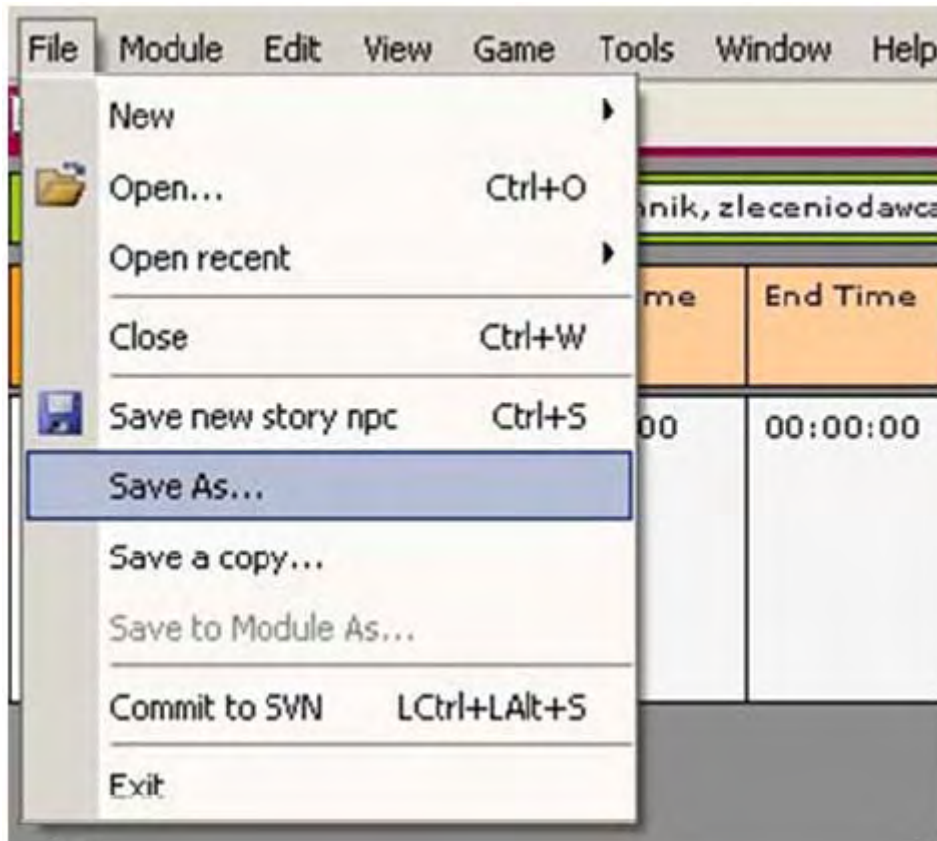 File Module Edit View Game Tools Window Help
New
Open... Ctrl+O
nnik, zleceniodawca
Open recent
me End Time
Close Ctrl+W
Save new story npc Ctrl+S
00 00:00:00
Save As...
Save a copy...
Save to Module As...
Commit to SVN LCtrl+LAlt+S
Exit